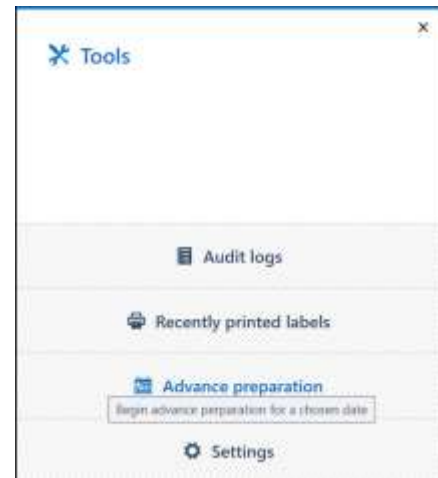 Tools
Audit logs
Recently printed labels
Advance preparation
Begin advance perparation for a chosen date
Settings